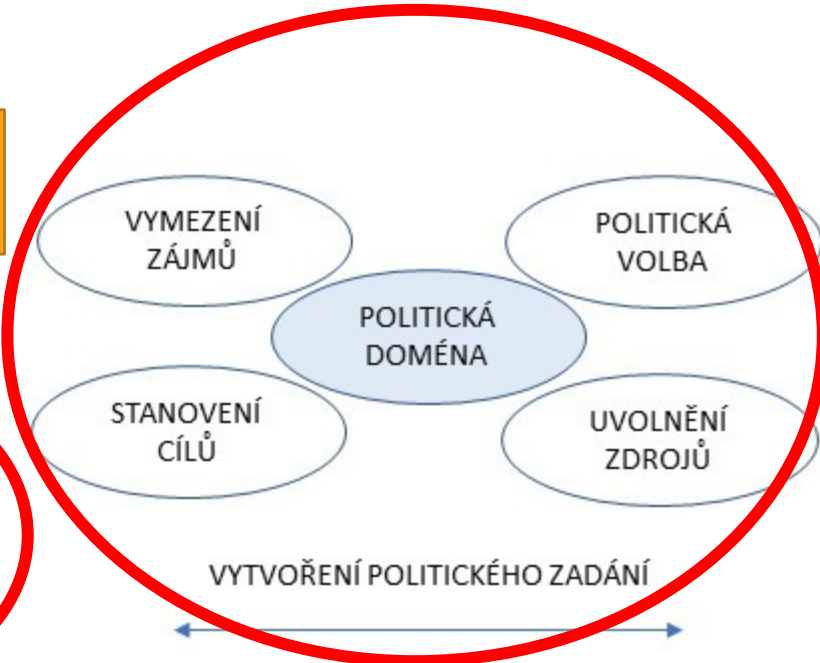 VYMEZENÍ
ZÁJMŮ
POLITICKÁ
VOLBA
POLITICKÁ
DOMÉNA
STANOVENÍ
CÍLŮ
UVOLNĚNÍ
ZDROJŮ
VYTVOŘENÍ POLITICKÉHO ZADÁNÍ